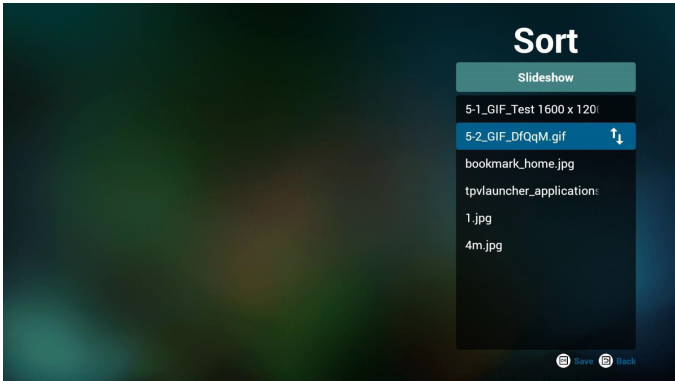 Sort
Slideshow
5-1_GIF_Test 1600 x 120
5-2_GIF_DfQqM.gif
bookmark_home.jpg
tpvlauncher_applications
1.jpg
4m.jpg
Save Back